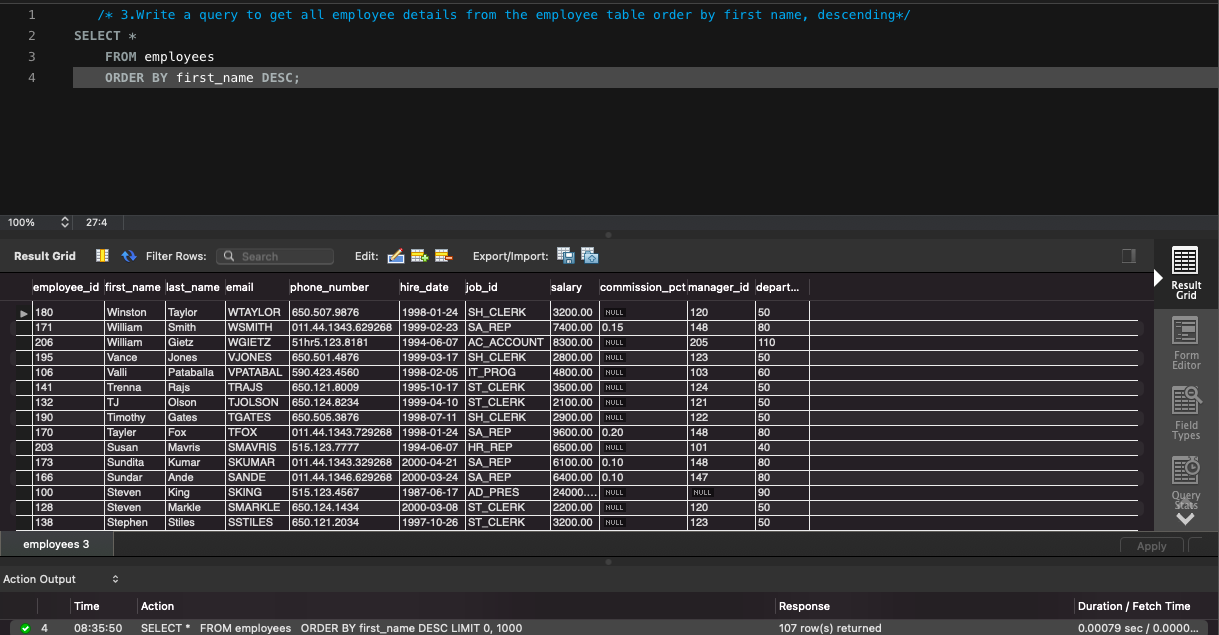 1 /* 3.Write a query to get all employee details from the employee table order by first name, descending*/
2 SELECT *
3 FROM employees
4 ORDER BY first_name DESC;
100% 27:4
Result Grid Filter Rows: Search Edit: Export/Import:
Result Grid
Form Editor
Field Types
Query Stats
employee_id first_name last_name email phone_number hire_date job_id salary commission_pct manager_id depart...
180 Winston Taylor WTAYLOR 650.507.9876 1998-01-24 SH_CLERK 3200.00 NULL 120 50
171 William Smith WSMITH 011.44.1343.629268 1999-02-23 SA_REP 7400.00 0.15 148 80
206 William Gietz WGIETZ 51hr5.123.8181 1994-06-07 AC_ACCOUNT 8300.00 NULL 205 110
195 Vance Jones VJONES 650.501.4876 1999-03-17 SH_CLERK 2800.00 NULL 123 50
106 Valli Pataballa VPATABAL 590.423.4560 1998-02-05 IT_PROG 4800.00 NULL 103 60
141 Trenna Rajs TRAJS 650.121.8009 1995-10-17 ST_CLERK 3500.00 NULL 124 50
132 TJ Olson TJOLSON 650.124.8234 1999-04-10 ST_CLERK 2100.00 NULL 121 50
190 Timothy Gates TGATES 650.505.3876 1998-07-11 SH_CLERK 2900.00 NULL 122 50
170 Tayler Fox TFOX 011.44.1343.729268 1998-01-24 SA_REP 9600.00 0.20 148 80
203 Susan Mavris SMAVRIS 515.123.7777 1994-06-07 HR_REP 6500.00 NULL 101 40
173 Sundita Kumar SKUMAR 011.44.1343.329268 2000-04-21 SA_REP 6100.00 0.10 148 80
166 Sundar Ande SANDE 011.44.1346.629268 2000-03-24 SA_REP 6400.00 0.10 147 80
100 Steven King SKING 515.123.4567 1987-06-17 AD_PRES 24000.... NULL NULL 90
128 Steven Markle SMARKLE 650.124.1434 2000-03-08 ST_CLERK 2200.00 NULL 120 50
138 Stephen Stiles SSTILES 650.121.2034 1997-10-26 ST_CLERK 3200.00 NULL 123 50
employees 3 Apply
Action Output
Time Action Response Duration / Fetch Time
4 08:35:50 SELECT * FROM employees ORDER BY first_name DESC LIMIT 0, 1000 107 row(s) returned 0.00079 sec / 0.0000...